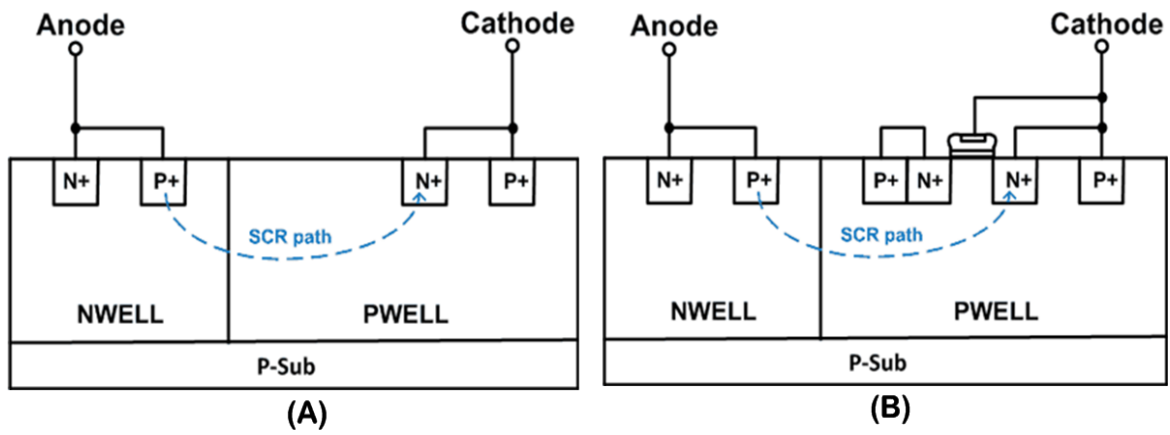 Anode Cathode
N+ P+ N+ P+
SCR path
NWELL PWELL
P-Sub
(A)
Anode Cathode
N+ P+ P+ N+ N+ P+
SCR path
NWELL PWELL
P-Sub
(B)